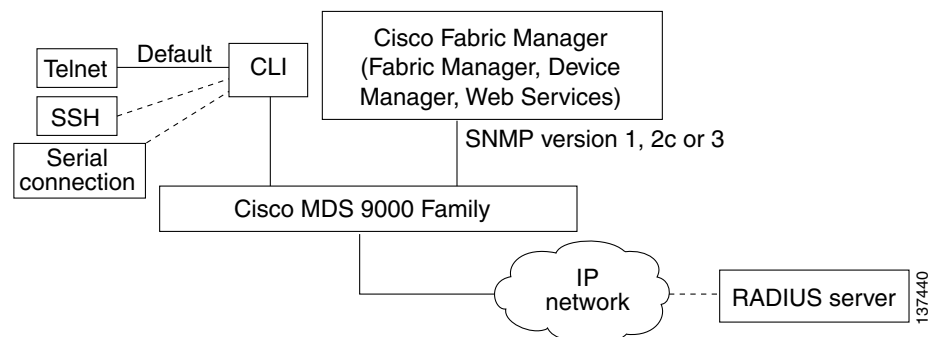 Default
Telnet
CLI
SSH
Serial
connection
Cisco Fabric Manager
(Fabric Manager, Device
Manager, Web Services)
SNMP version 1, 2c or 3
Cisco MDS 9000 Family
IP
network
RADIUS server
137440